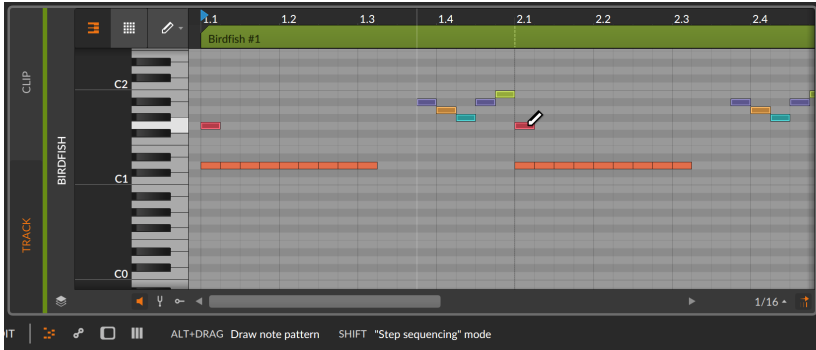 1.1 1.2 1.3 1.4 2.1 2.2 2.3 2.4
Birdfish #1
CLIP
TRACK
BIRDFISH
C2
C1
C0
1/16
IT ALT+DRAG Draw note pattern SHIFT "Step sequencing" mode